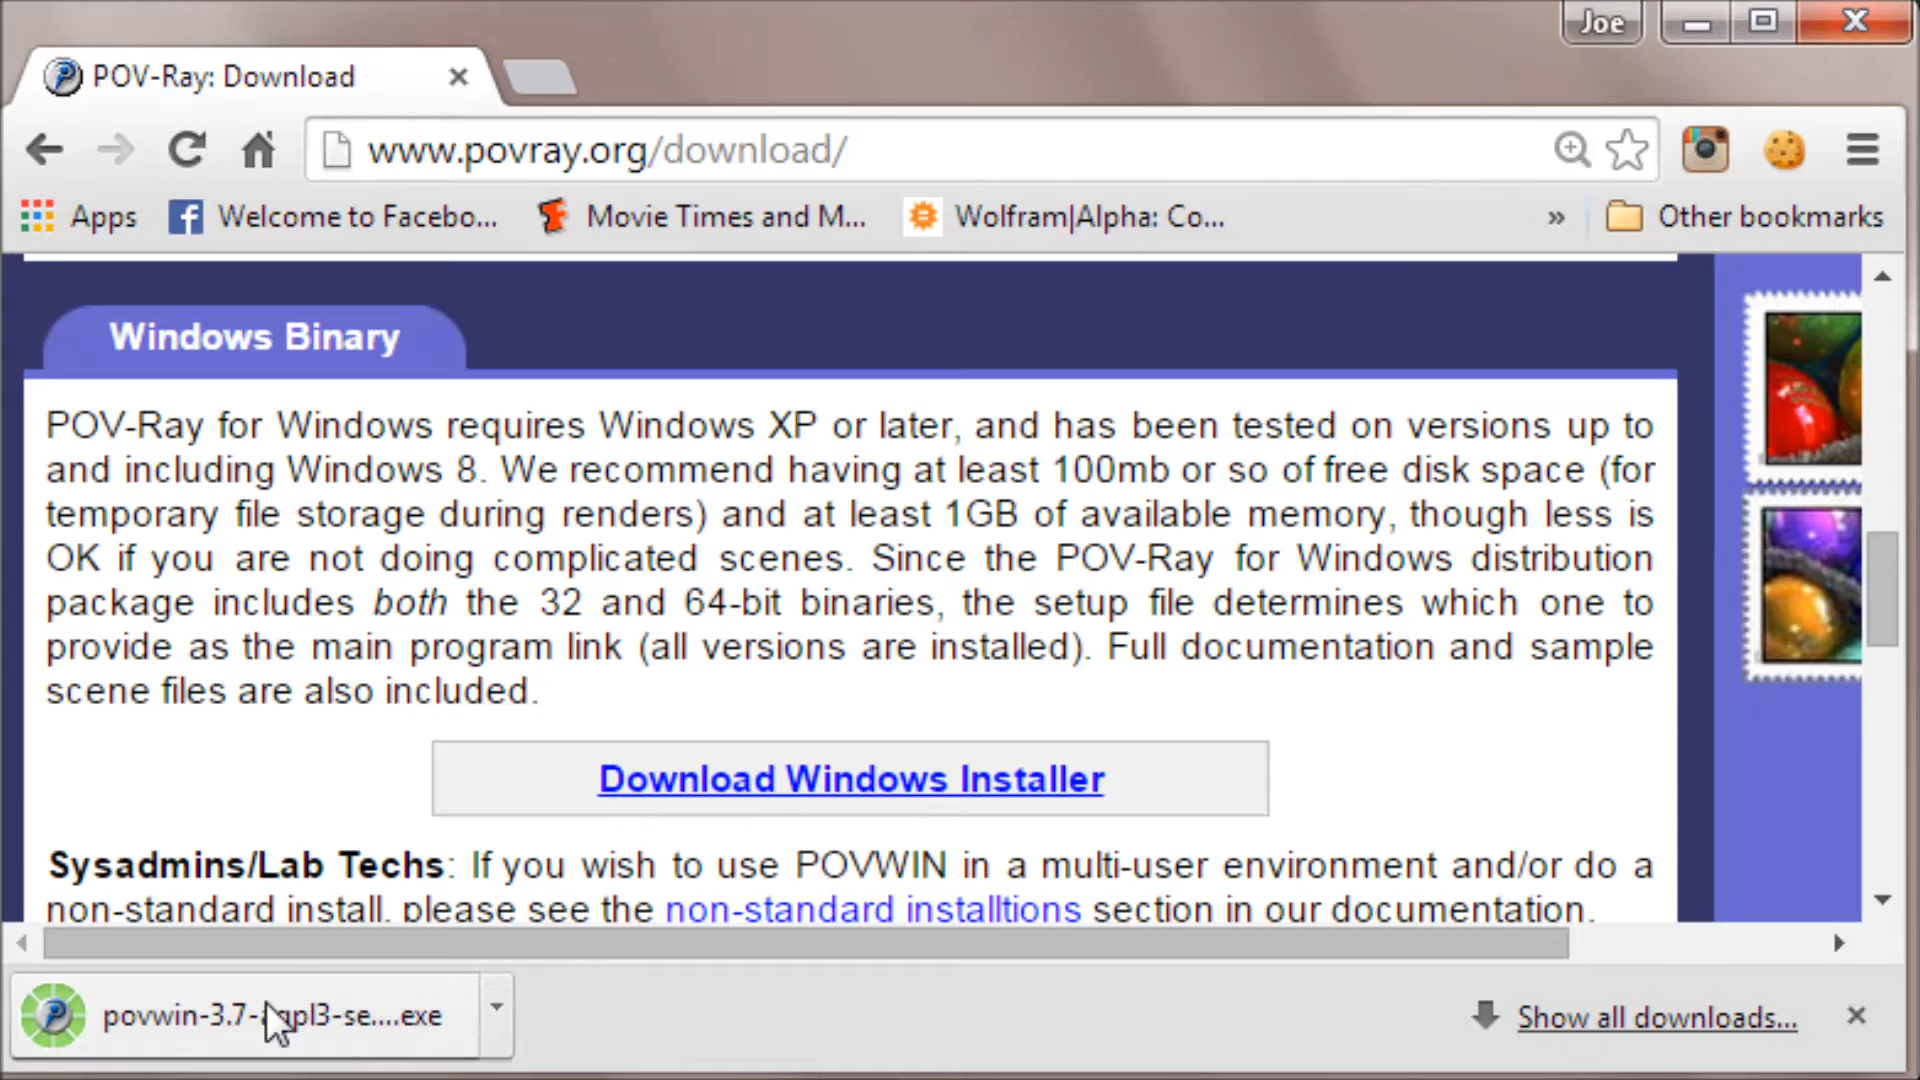 Joe
POV-Ray: Download
www.povray.org/download/
Apps Welcome to Facebo... Movie Times and M... Wolfram|Alpha: Co... » Other bookmarks
Windows Binary
POV-Ray for Windows requires Windows XP or later, and has been tested on versions up to
and including Windows 8. We recommend having at least 100mb or so of free disk space (for
temporary file storage during renders) and at least 1GB of available memory, though less is
OK if you are not doing complicated scenes. Since the POV-Ray for Windows distribution
package includes both the 32 and 64-bit binaries, the setup file determines which one to
provide as the main program link (all versions are installed). Full documentation and sample
scene files are also included.
Download Windows Installer
Sysadmins/Lab Techs: If you wish to use POVWIN in a multi-user environment and/or do a
non-standard install, please see the non-standard installtions section in our documentation.
povwin-3.7-agpl3-se....exe
Show all downloads...